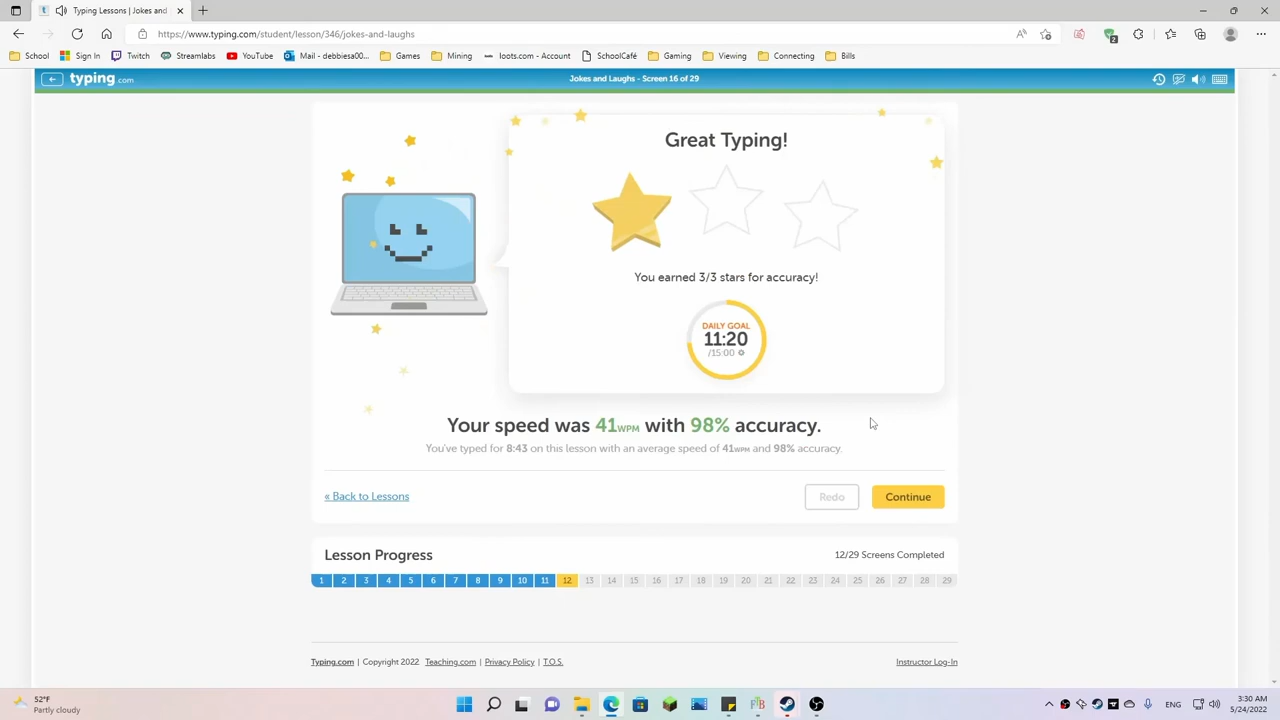 Typing Lessons | Typing.com
https://www.typing.com/student/lesson/346/jokes-and-laughs
School
Sign In
Twitch
Streamlabs
YouTube
Mail - debbiesa00...
Games
Mining
loots.com - Account
SchoolCafé
Gaming
Viewing
Connecting
Bills
typing.com
Jokes and Laughs - Screen 16 of 29
Great Typing!
You earned 3/3 stars for accuracy!
DAILY GOAL
11:20
/15:00
Your speed was 41WPM with 98% accuracy.
You've typed for 8:43 on this lesson with an average speed of 41WPM and 98% accuracy.
« Back to Lessons
Redo
Continue
Lesson Progress
12/29 Screens Completed
1 2 3 4 5 6 7 8 9 10 11 12 13 14 15 16 17 18 19 20 21 22 23 24 25 26 27 28 29
Typing.com | Copyright 2022 Teaching.com | Privacy Policy | T.O.S.
Instructor Log-In
52°F
Partly cloudy
ENG
3:30 AM
5/24/2022